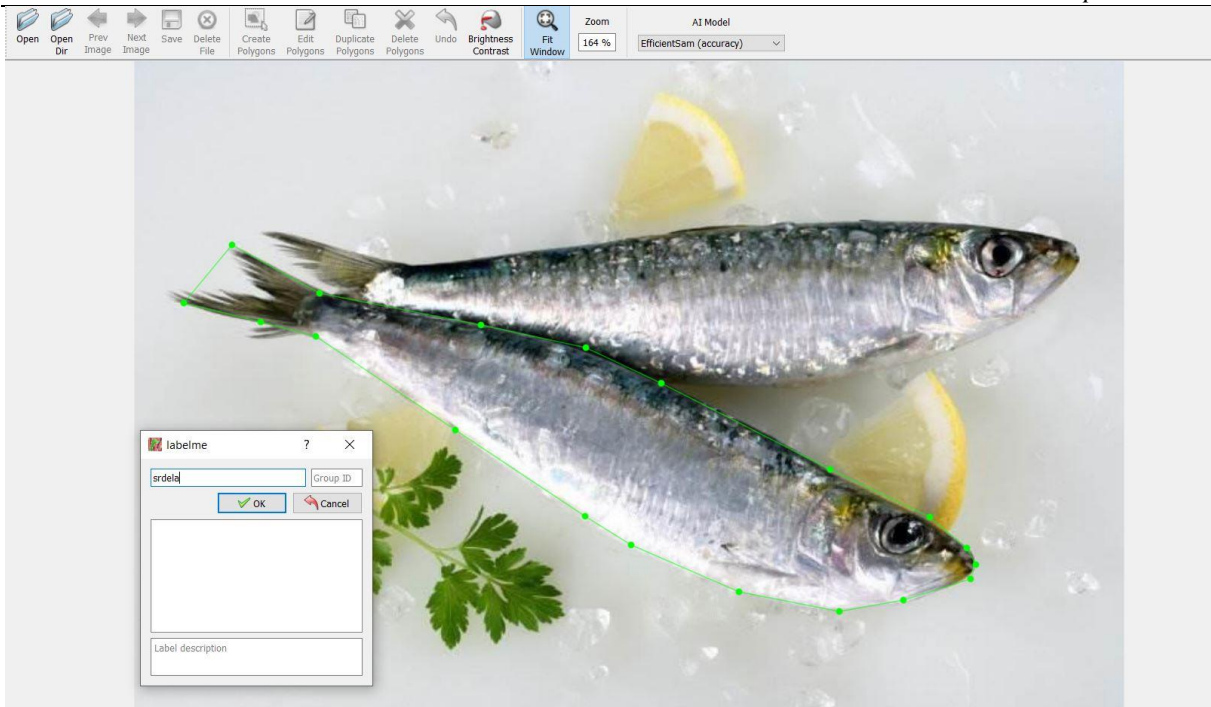 Open
Open Dir
Prev Image
Next Image
Save
Delete File
Create Polygons
Edit Polygons
Duplicate Polygons
Delete Polygons
Undo
Brightness Contrast
Fit Window
Zoom
164 %
AI Model
EfficientSam (accuracy)
labelme
?
srdela
Group ID
OK
Cancel
Label description